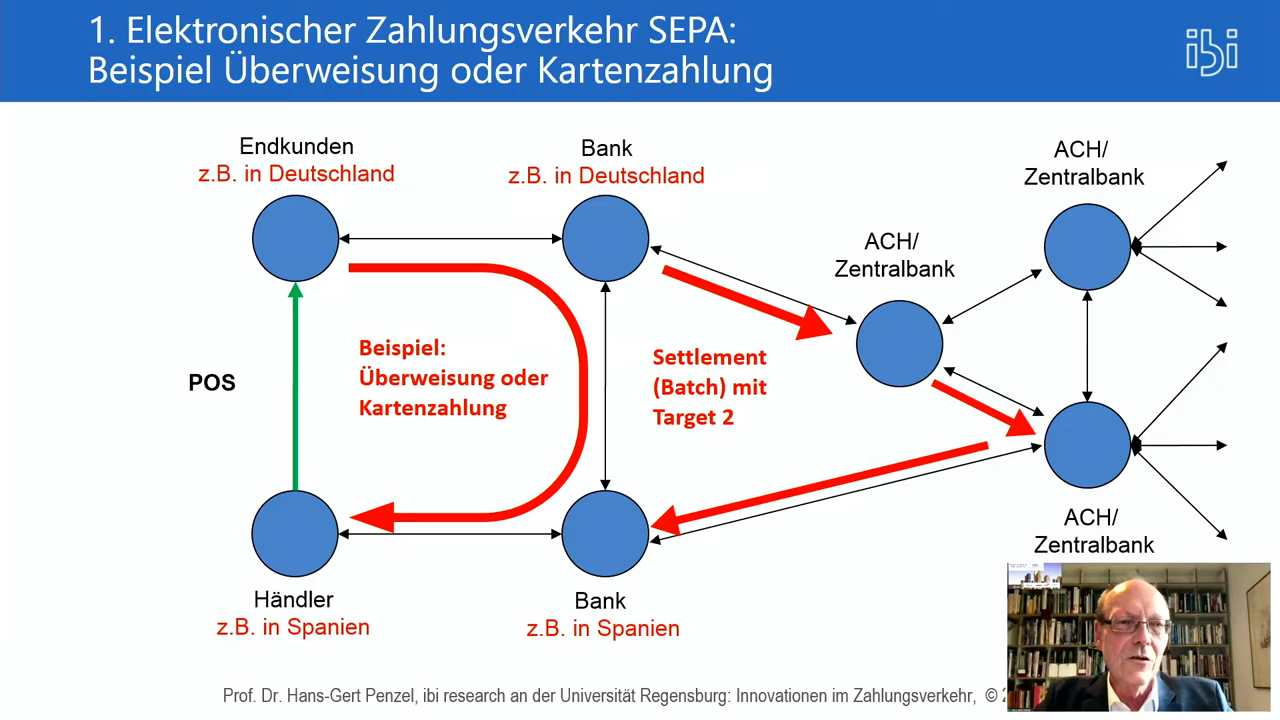 1. Elektronischer Zahlungsverkehr SEPA:
Beispiel Überweisung oder Kartenzahlung
ibi
Endkunden
z.B. in Deutschland
Bank
z.B. in Deutschland
ACH/
Zentralbank
ACH/
Zentralbank
POS
Beispiel:
Überweisung oder
Kartenzahlung
Settlement
(Batch) mit
Target 2
Händler
z.B. in Spanien
Bank
z.B. in Spanien
ACH/
Zentralbank
Prof. Dr. Hans-Gert Penzel, ibi research an der Universität Regensburg: Innovationen im Zahlungsverkehr, ©